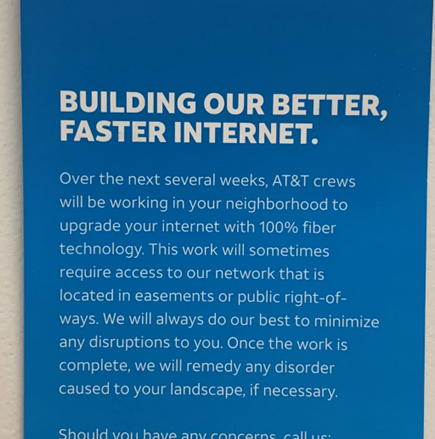 BUILDING OUR BETTER,
FASTER INTERNET.
Over the next several weeks, AT&T crews
will be working in your neighborhood to
upgrade your internet with 100% fiber
technology. This work will sometimes
require access to our network that is
located in easements or public right-of-
ways. We will always do our best to minimize
any disruptions to you. Once the work is
complete, we will remedy any disorder
caused to your landscape, if necessary.
Should you have any concerns, call us: